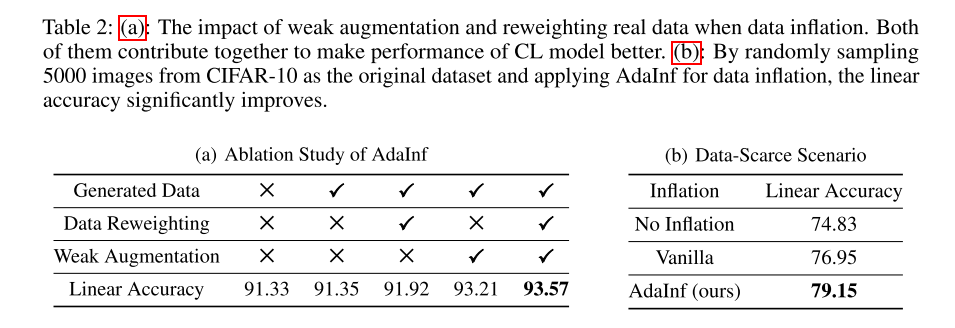 Table 2: (a): The impact of weak augmentation and reweighting real data when data inflation. Both
of them contribute together to make performance of CL model better. (b): By randomly sampling
5000 images from CIFAR-10 as the original dataset and applying AdaInf for data inflation, the linear
accuracy significantly improves.
(a) Ablation Study of AdaInf
Generated Data × ✓ ✓ ✓ ✓
Data Reweighting × × ✓ × ✓
Weak Augmentation × × × ✓ ✓
Linear Accuracy 91.33 91.35 91.92 93.21 93.57
(b) Data-Scarce Scenario
Inflation Linear Accuracy
No Inflation 74.83
Vanilla 76.95
AdaInf (ours) 79.15